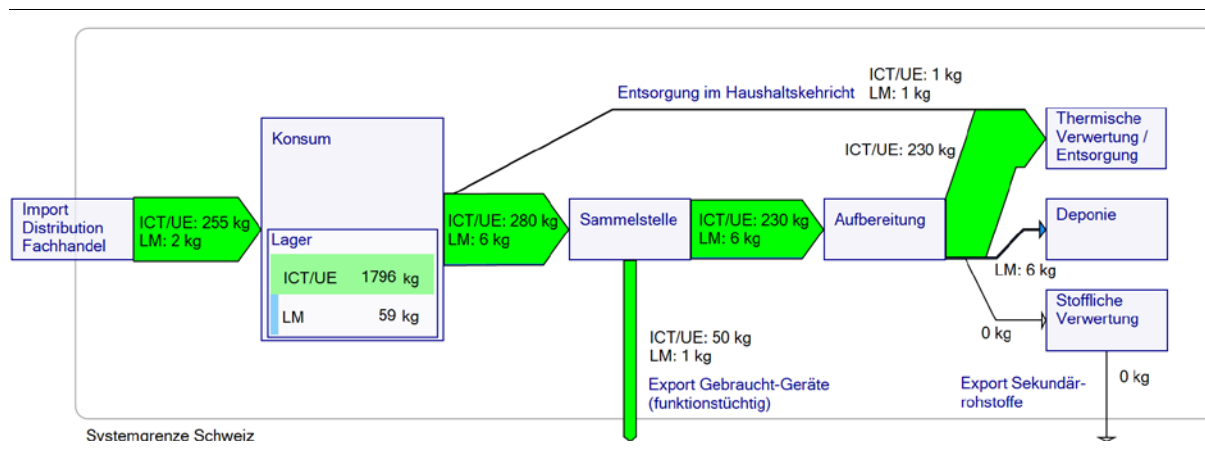 ICT/UE: 1 kg
LM: 1 kg
Entsorgung im Haushaltskehricht
Konsum
Thermische
Verwertung /
Entsorgung
ICT/UE: 230 kg
Import
Distribution
Fachhandel
ICT/UE: 255 kg
LM: 2 kg
Lager
ICT/UE 1796 kg
LM 59 kg
ICT/UE: 280 kg
LM: 6 kg
Sammelstelle
ICT/UE: 230 kg
LM: 6 kg
Aufbereitung
Deponie
LM: 6 kg
Stoffliche
Verwertung
0 kg
ICT/UE: 50 kg
LM: 1 kg
Export Gebraucht-Geräte
(funktionstüchtig)
Export Sekundär-
rohstoffe
0 kg
Systemgrenze Schweiz